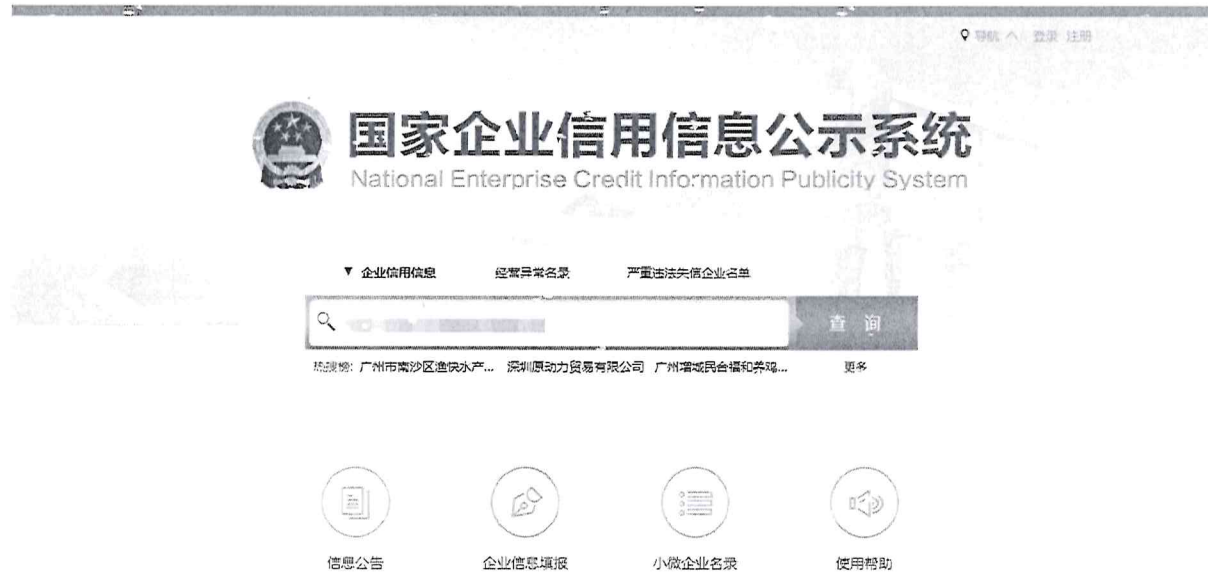 导航 登录 注册
国家企业信用信息公示系统
National Enterprise Credit Information Publicity System
企业信用信息 经营异常名录 严重违法失信企业名单
查 询
热搜榜: 广州市南沙区渔快水产... 深圳原动力贸易有限公司 广州增城民合福和养鸡... 更多
信息公告 企业信息填报 小微企业名录 使用帮助